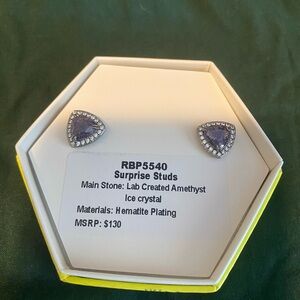 RBP5540
Surprise Studs
Main Stone: Lab Created Amethyst
Ice crystal
Materials: Hematite Plating
MSRP: $130